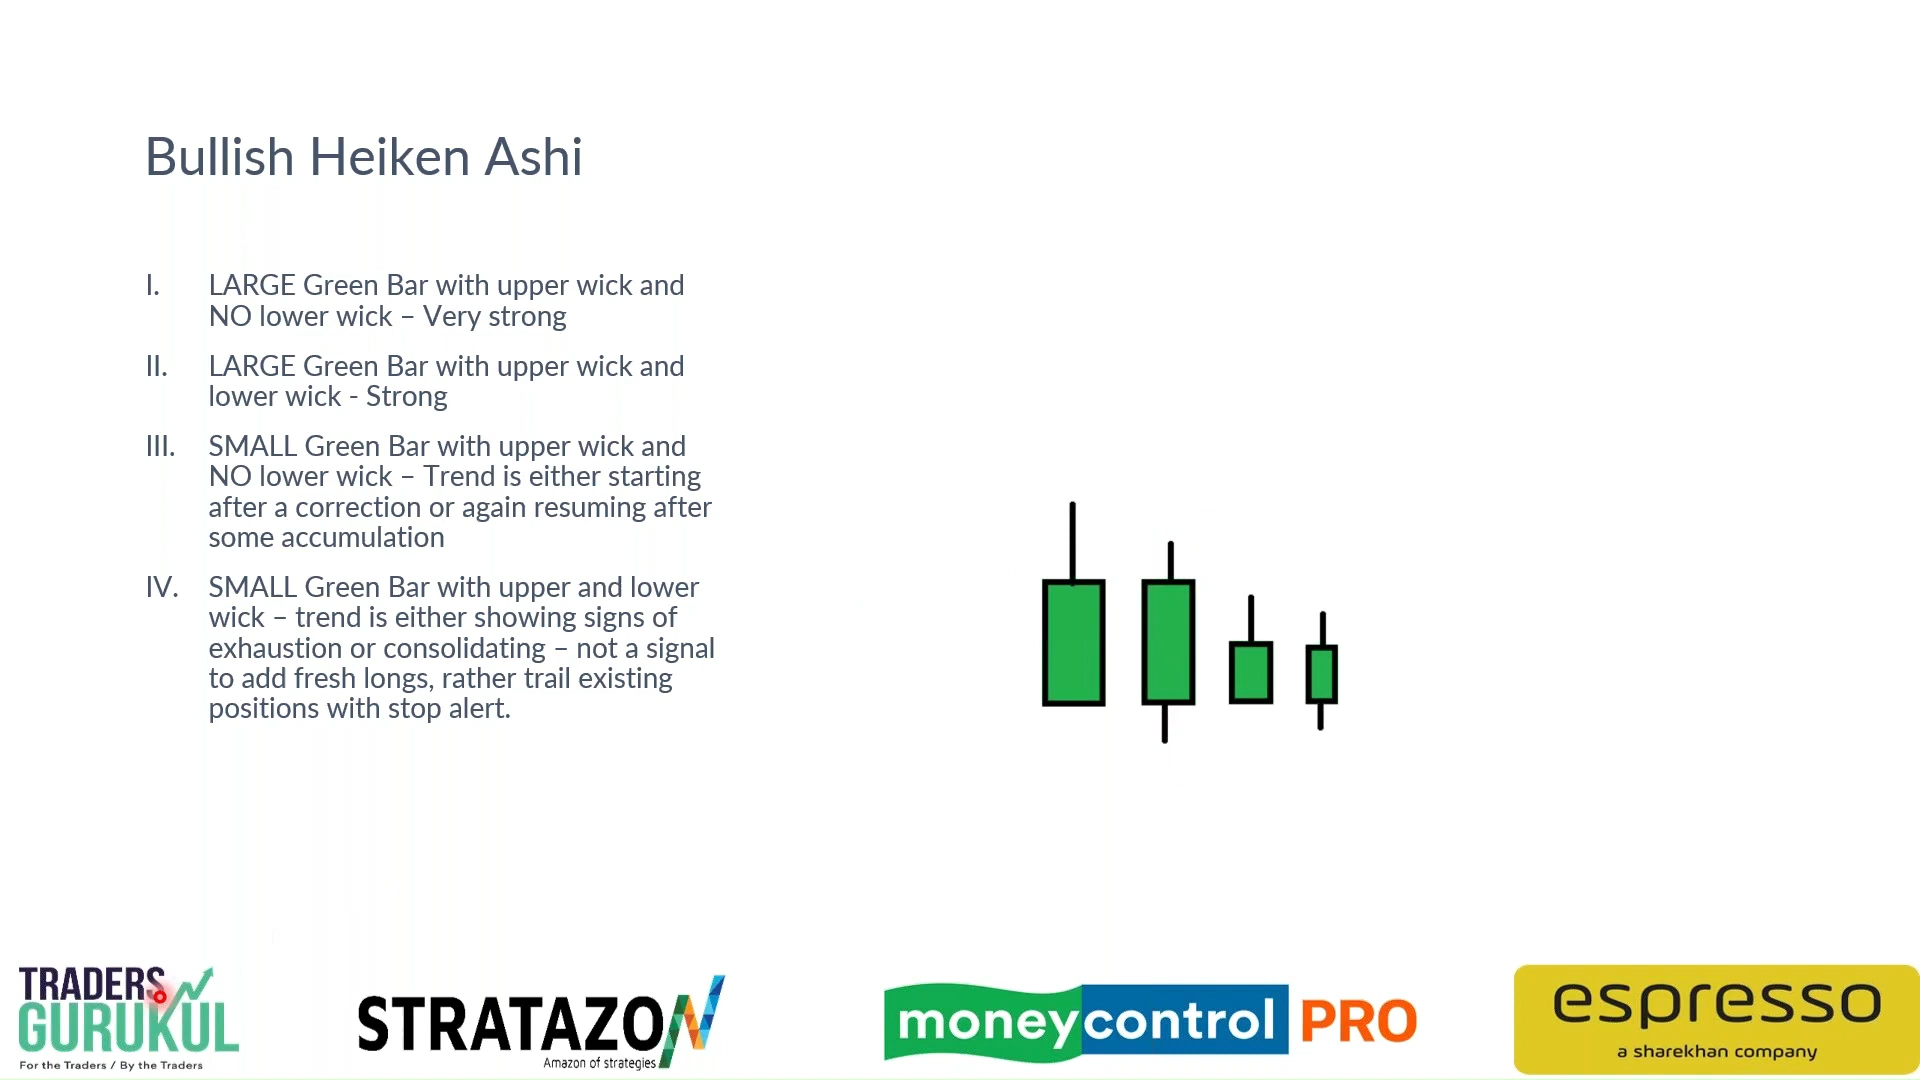 Bullish Heiken Ashi
I. LARGE Green Bar with upper wick and
NO lower wick – Very strong
II. LARGE Green Bar with upper wick and
lower wick - Strong
III. SMALL Green Bar with upper wick and
NO lower wick – Trend is either starting
after a correction or again resuming after
some accumulation
IV. SMALL Green Bar with upper and lower
wick – trend is either showing signs of
exhaustion or consolidating – not a signal
to add fresh longs, rather trail existing
positions with stop alert.
TRADERS
GURUKUL
For the Traders / By the Traders
STRATAZON
Amazon of strategies
moneycontrol PRO
espresso
a sharekhan company